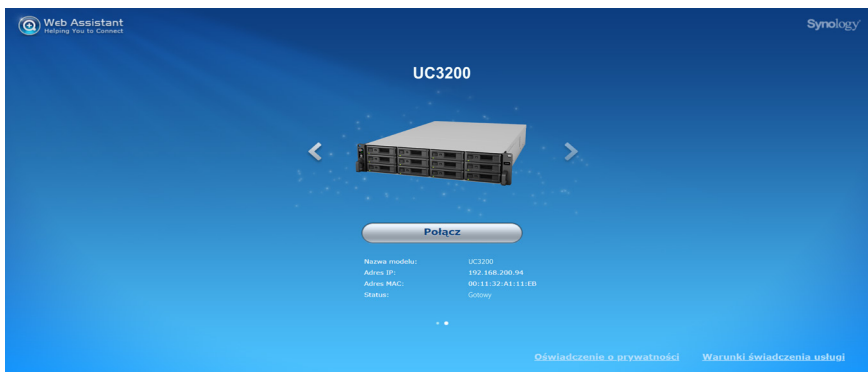 Web Assistant
Helping You to Connect
Synology
UC3200
Połącz
Nazwa modelu: UC3200
Adres IP: 192.168.200.94
Adres MAC: 00:11:32:A1:11:EB
Status: Gotowy
Oświadczenie o prywatności Warunki świadczenia usługi